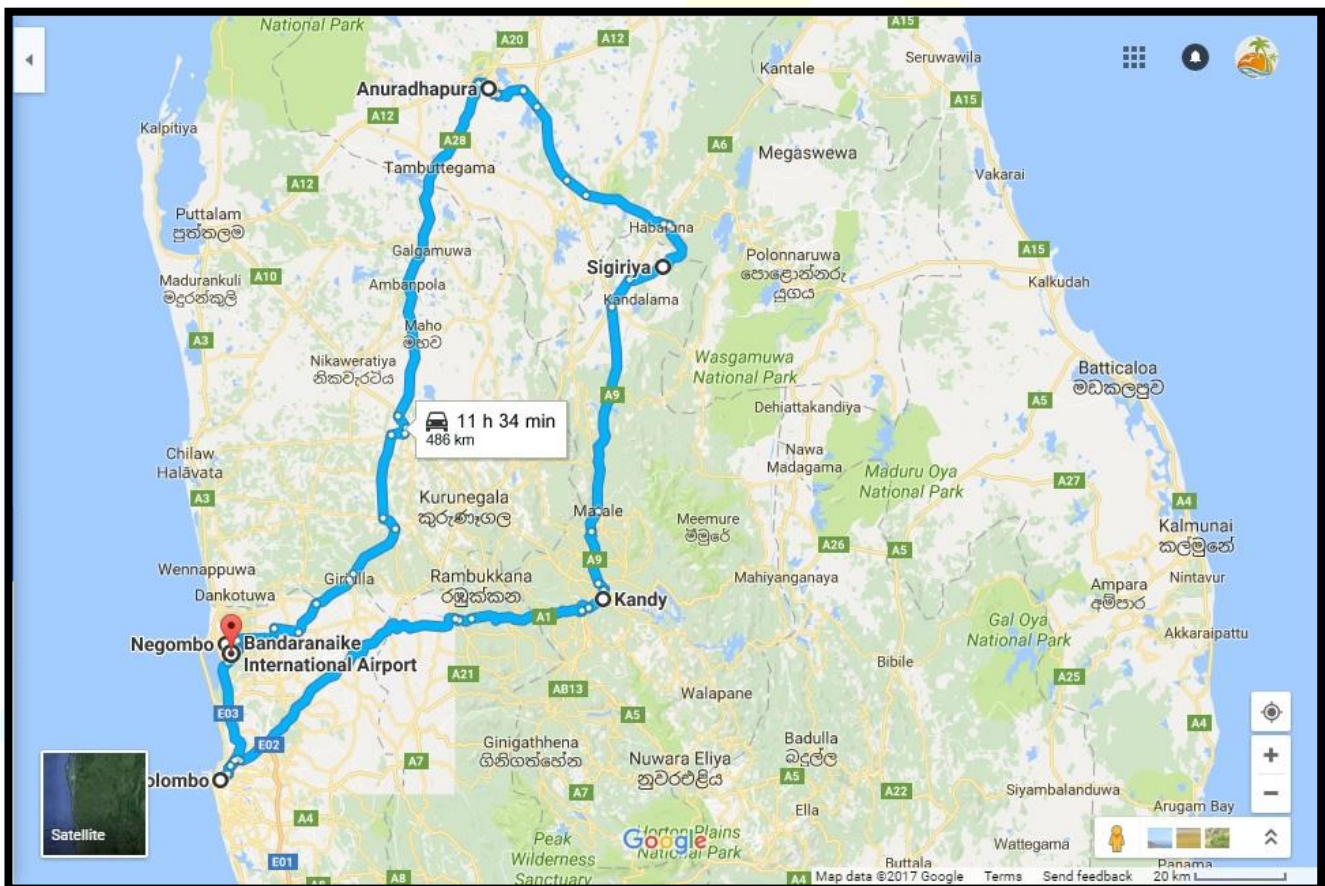 National Park
A20
A12
A15
Seruwawila
Kantale
Anuradhapura
A15
Kalpitiya
A12
A28
A6
Megaswewa
Tambuttegama
Vakarai
A12
Puttalam
புத்தளம்
Habarana
Galgamuwa
Polonnaruwa
පොළොන්නරු
යුගය
A15
Sigiriya
Madurankuli
මදුරන්කුලි
A10
Ambanpola
Kandalama
Kalkudah
Maho
මහව
A3
Nikaweratiya
නිකවැරටිය
Wasgamuwa
National Park
Batticaloa
මඩකලපුව
A9
A5
Dehiattakandiya
11 h 34 min
486 km
Chilaw
Halāvata
Nawa
Madagama
Maduru Oya
National Park
A27
A3
Kurunegala
කුරුණෑගල
Matale
Meemure
මීමුරේ
A4
Kalmunai
කල්මුනේ
A26
A5
Wennappuwa
Giriulla
Rambukkana
රඹුක්කන
A9
Mahiyanganaya
Ampara
අම්පාර
Nintavur
Dankotuwa
Kandy
A1
Gal Oya
National Park
Akkaraipattu
Negombo
Bandaranaike
International Airport
A21
Bibile
A25
AB13
Walapane
E03
A5
A4
E02
Ginigathhena
ගිනිගත්හේන
Nuwara Eliya
නුවරඑළිය
Badulla
බදුල්ල
A7
A5
olombo
A7
A22
Siyambalanduwa
Ella
Arugam Bay
A4
Satellite
Google
Horton Plains
National Park
Peak
Wilderness
Sanctuary
Wattegama
E01
A8
A8
Buttala
Panama
A4
Map data ©2017 Google
Terms
Send feedback
20 km